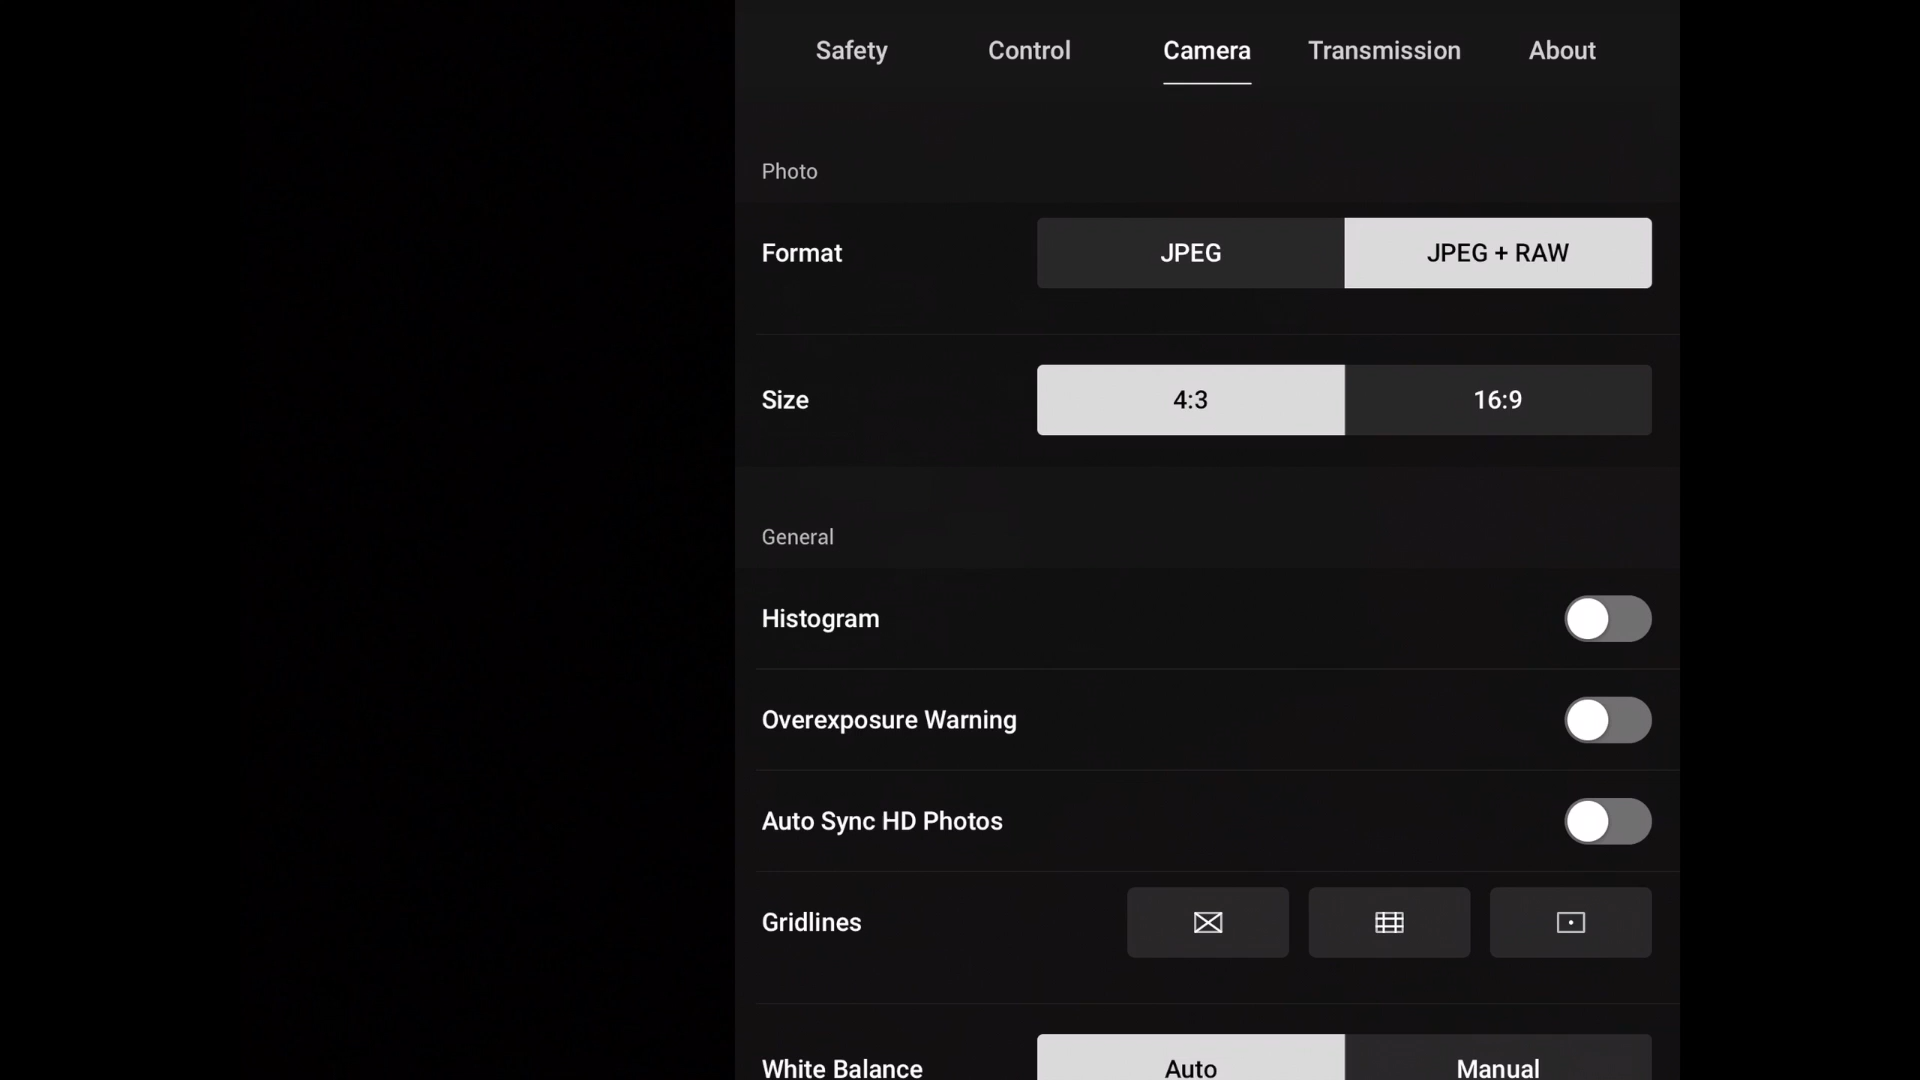 Safety Control Camera Transmission About
Photo
Format JPEG JPEG + RAW
Size 4:3 16:9
General
Histogram
Overexposure Warning
Auto Sync HD Photos
Gridlines
White Balance Auto Manual